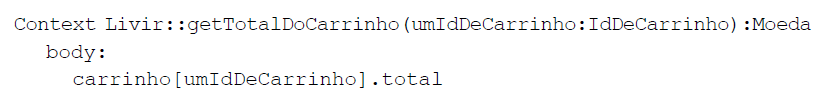 Context Livir::getTotalDoCarrinho(umIdDeCarrinho:IdDeCarrinho):Moeda
body:
carrinho[umIdDeCarrinho].total